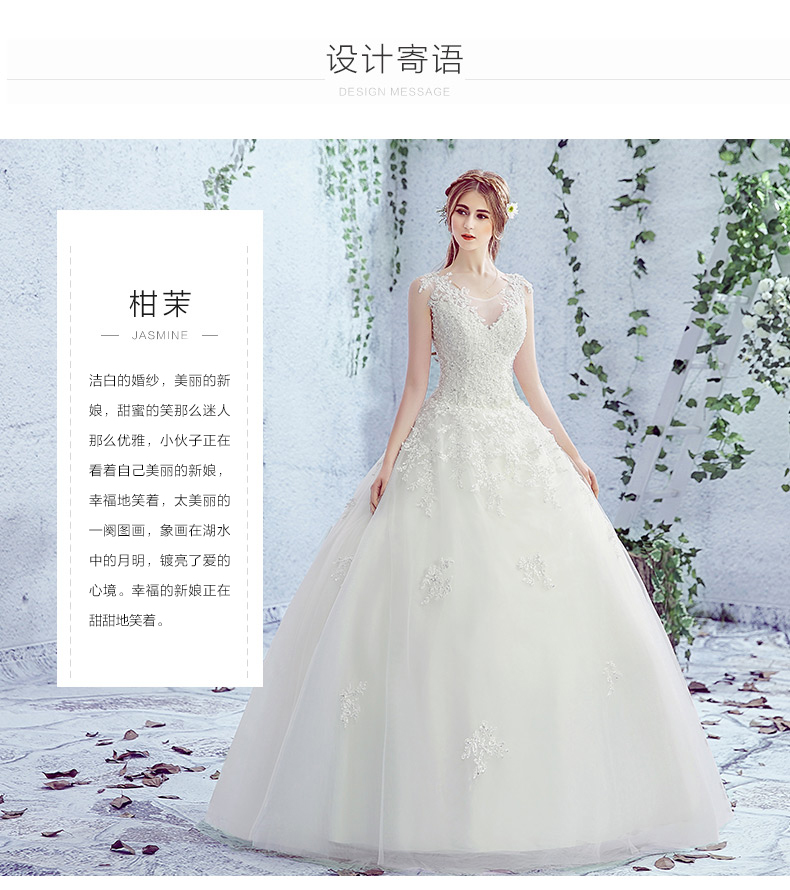 设计寄语
DESIGN MESSAGE
柑茉
JASMINE
洁白的婚纱，美丽的新
娘，甜蜜的笑那么迷人
那么优雅，小伙子正在
看着自己美丽的新娘，
幸福地笑着，太美丽的
一阕图画，象画在湖水
中的月明，镀亮了爱的
心境。幸福的新娘正在
甜甜地笑着。